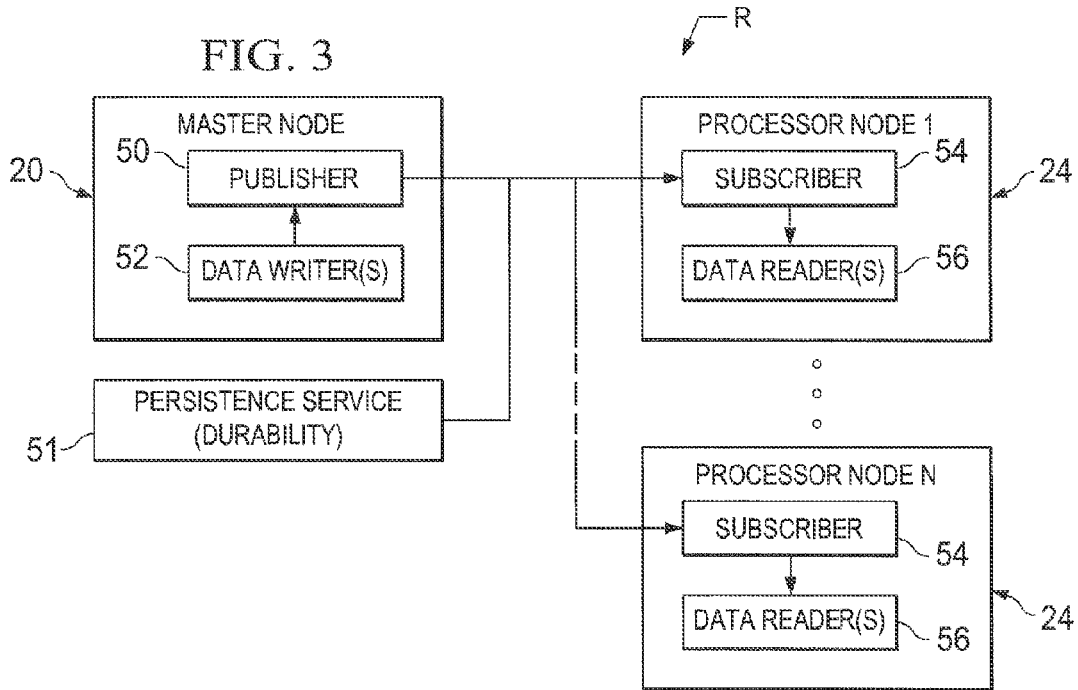 FIG. 3
R
MASTER NODE
50
PUBLISHER
20
52
DATA WRITER(S)
PERSISTENCE SERVICE
(DURABILITY)
51
PROCESSOR NODE 1
54
SUBSCRIBER
24
56
DATA READER(S)
PROCESSOR NODE N
SUBSCRIBER
54
DATA READER(S)
56
24